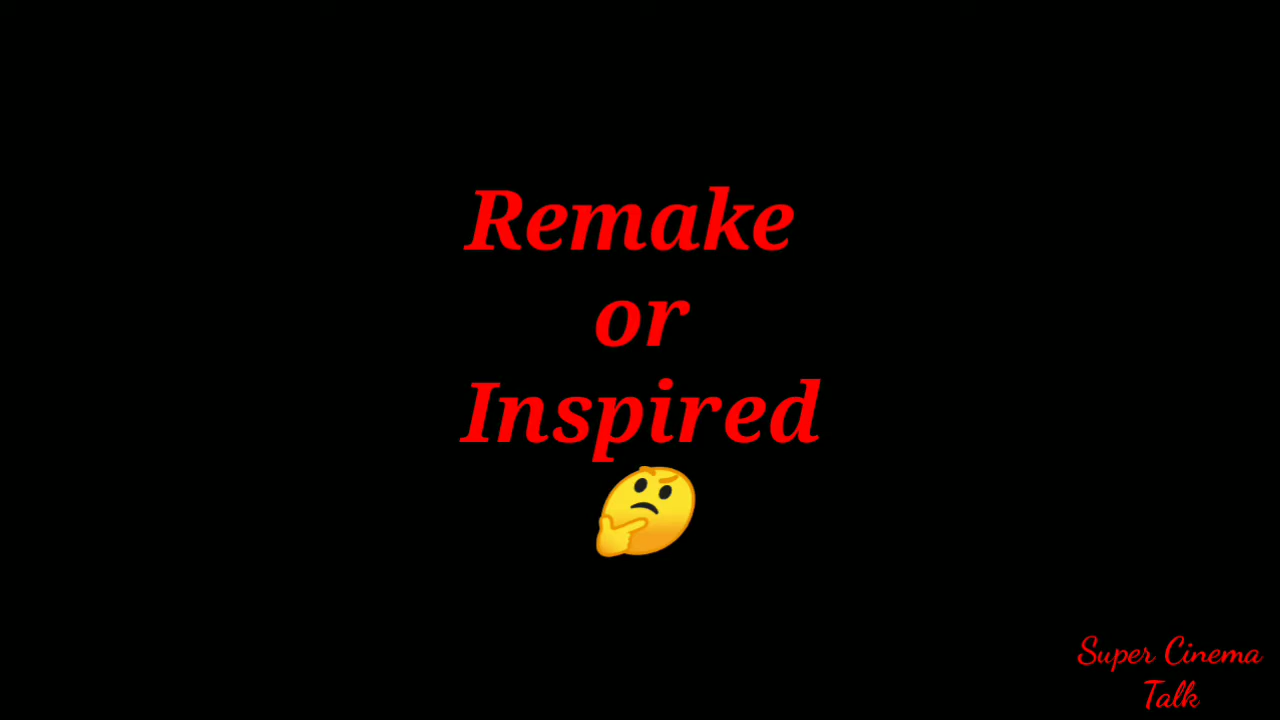 Remake
or
Inspired
🤔
Super Cinema
Talk